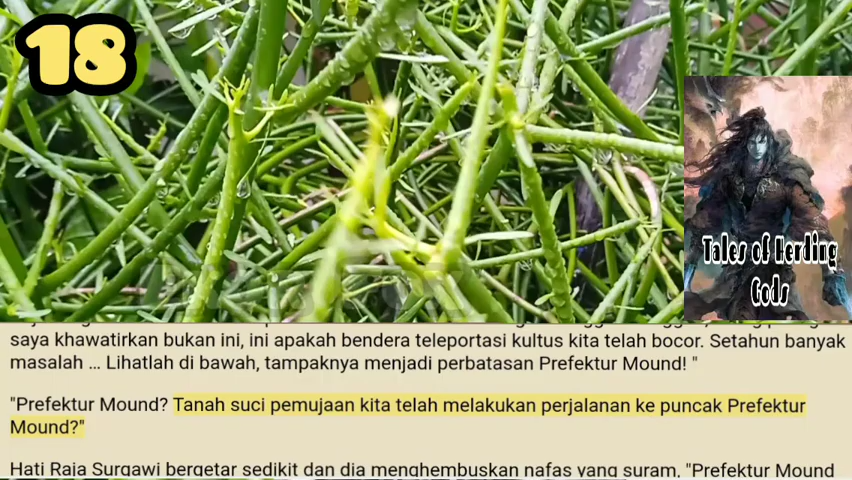 18
Tales of Herding
Gods
saya khawatirkan bukan ini, ini apakah bendera teleportasi kultus kita telah bocor. Setahun banyak
masalah ... Lihatlah di bawah, tampaknya menjadi perbatasan Prefektur Mound! "
"Prefektur Mound? Tanah suci pemujaan kita telah melakukan perjalanan ke puncak Prefektur
Mound?"
Hati Raja Surgawi bergetar sedikit dan dia menghembuskan nafas yang suram, "Prefektur Mound